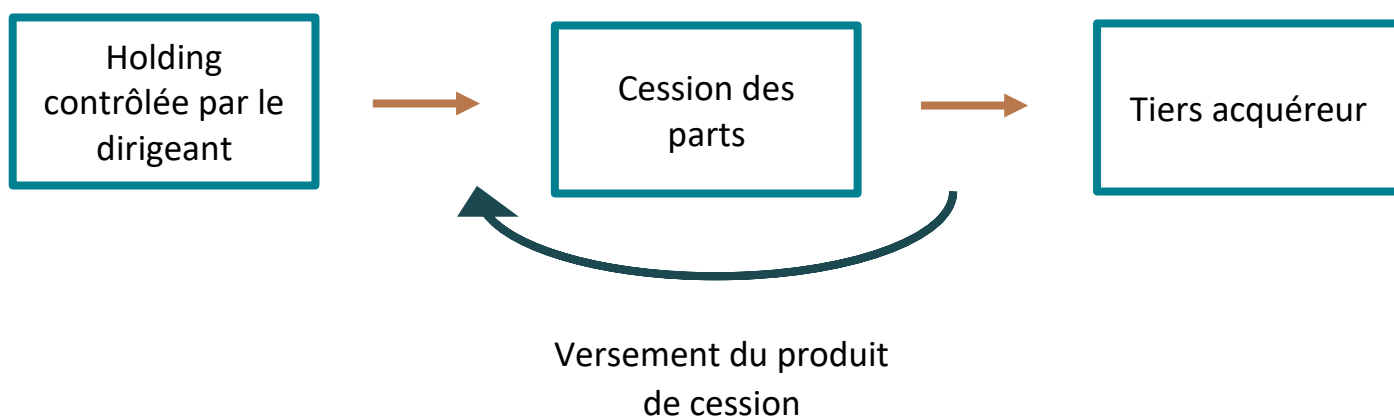 Holding
contrôlée par le
dirigeant
Cession des
parts
Tiers acquéreur
Versement du produit
de cession